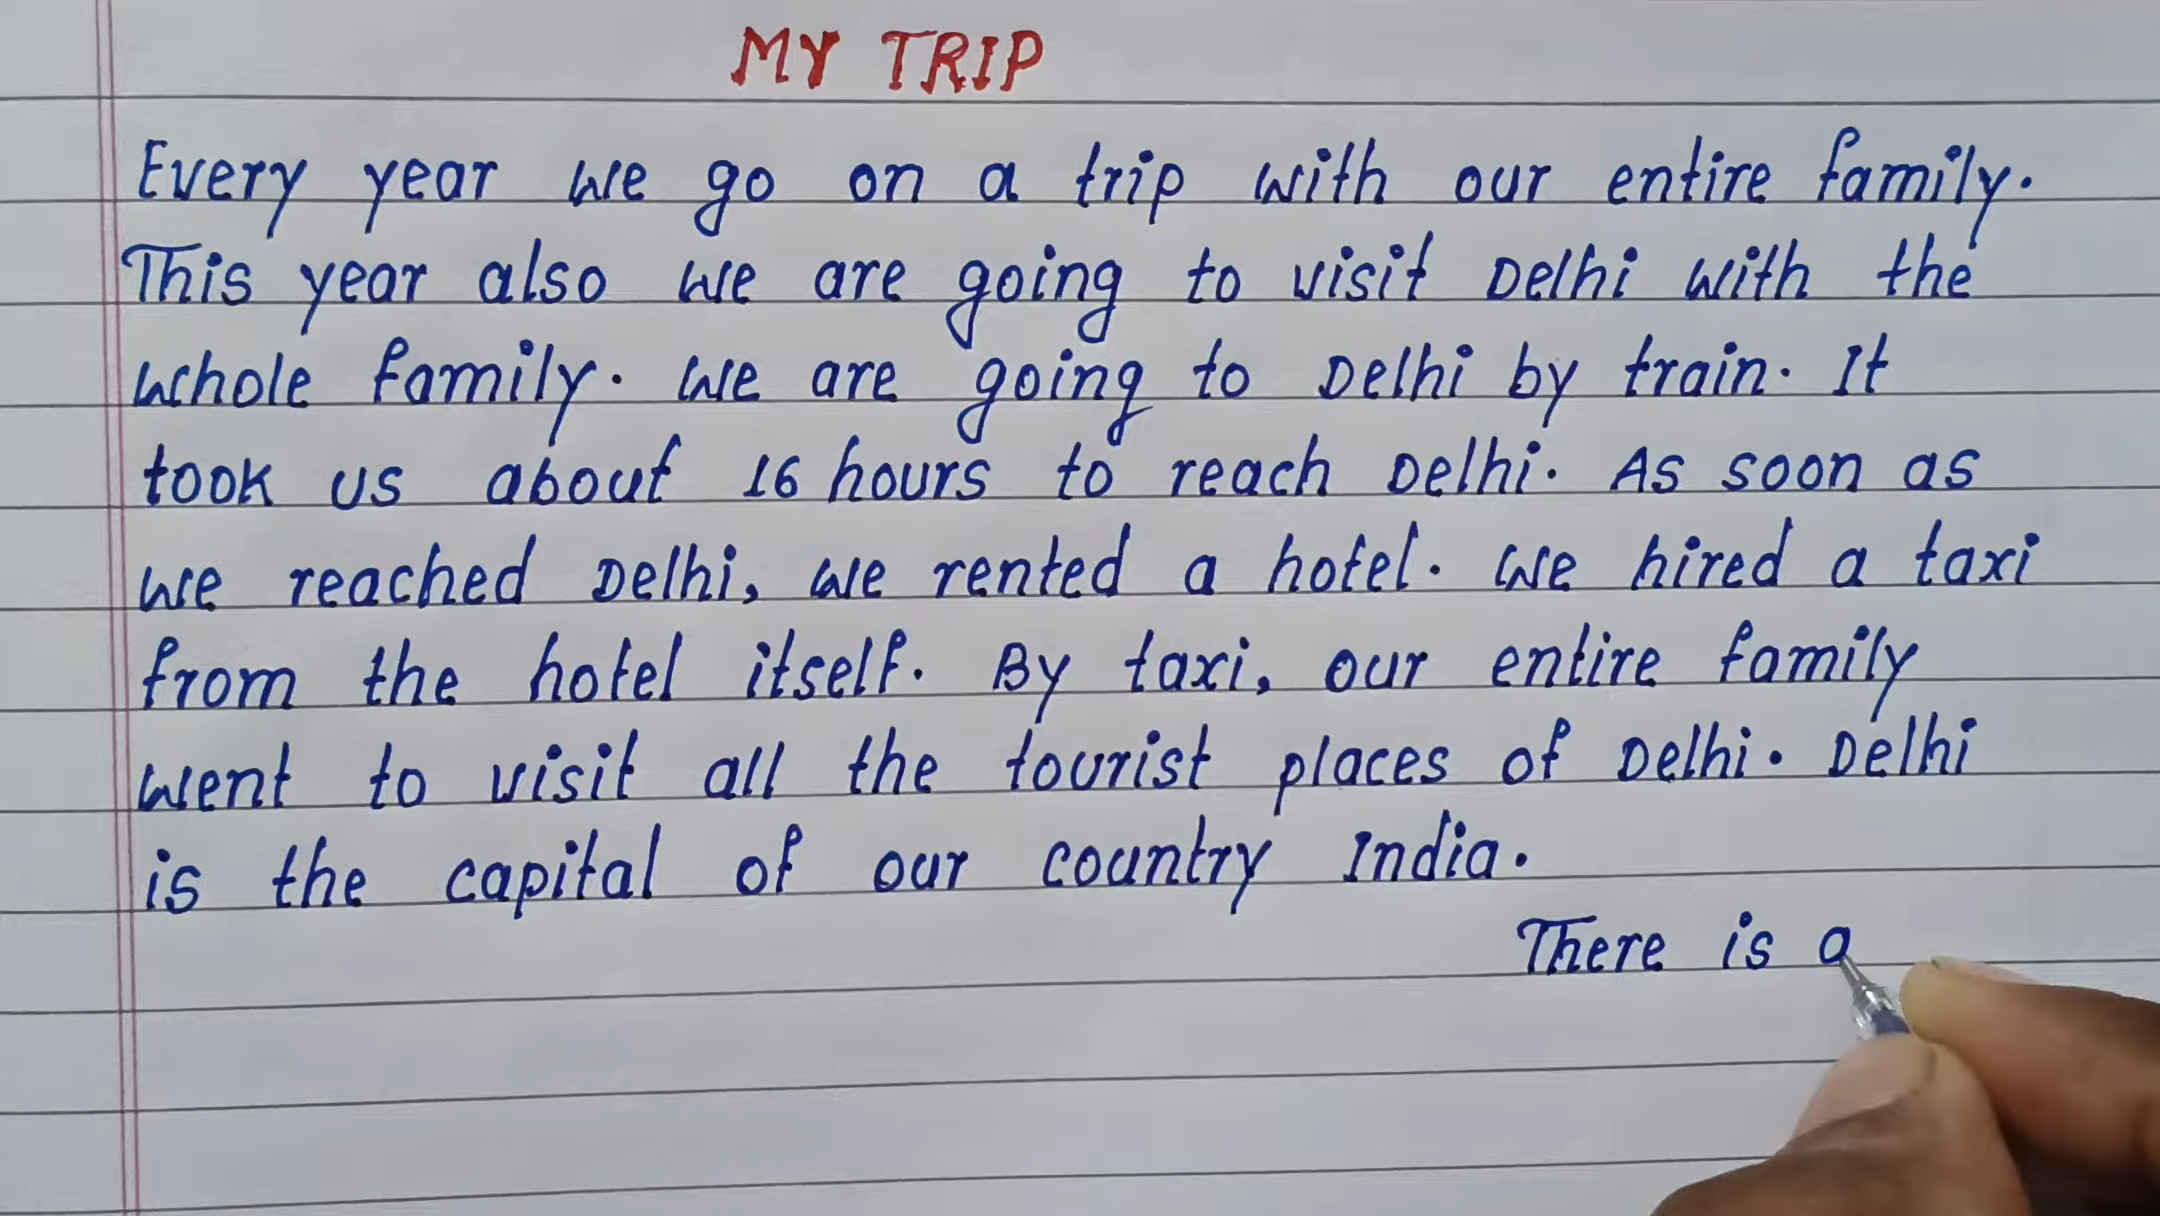 MY TRIP
Every year we go on a trip with our entire family.
This year also we are going to visit Delhi with the
whole family. We are going to Delhi by train. It
took us about 16 hours to reach Delhi. As soon as
we reached Delhi, we rented a hotel. We hired a taxi
from the hotel itself. By taxi, our entire family
went to visit all the tourist places of Delhi. Delhi
is the capital of our country India.
There is a